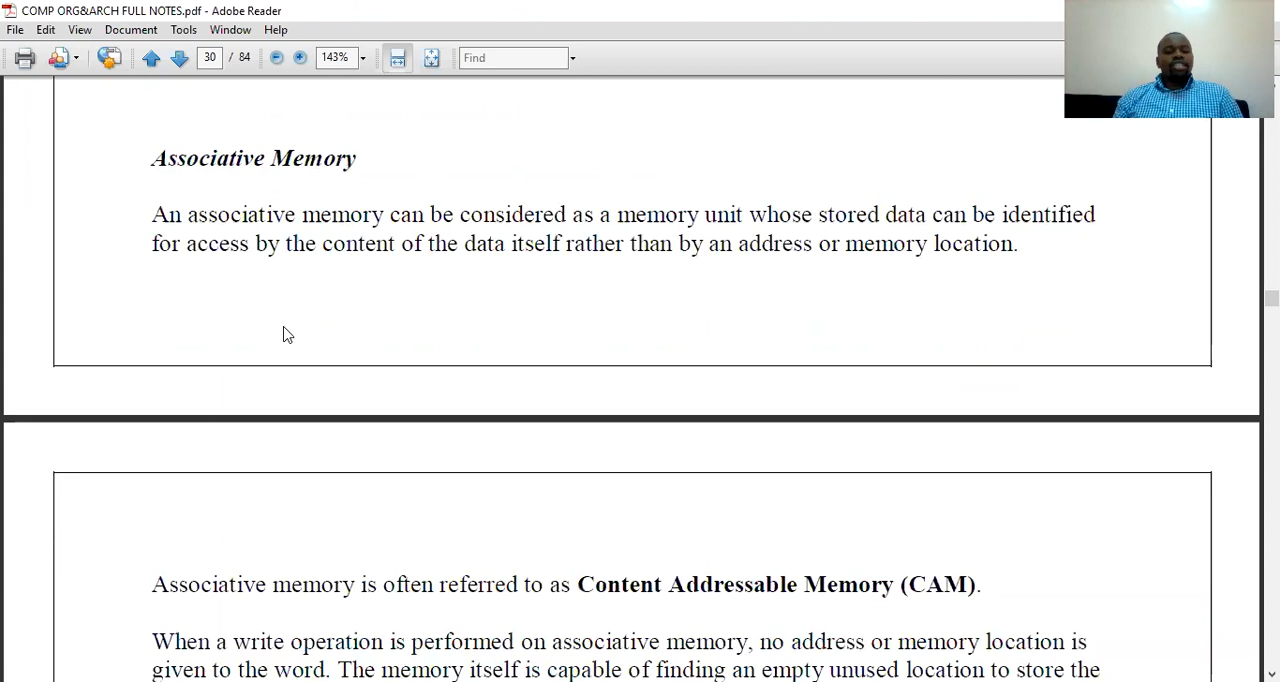 COMP ORG&ARCH FULL NOTES.pdf - Adobe Reader
File Edit View Document Tools Window Help
30 / 84 143% Find
Associative Memory
An associative memory can be considered as a memory unit whose stored data can be identified
for access by the content of the data itself rather than by an address or memory location.
Associative memory is often referred to as Content Addressable Memory (CAM).
When a write operation is performed on associative memory, no address or memory location is
given to the word. The memory itself is capable of finding an empty unused location to store the